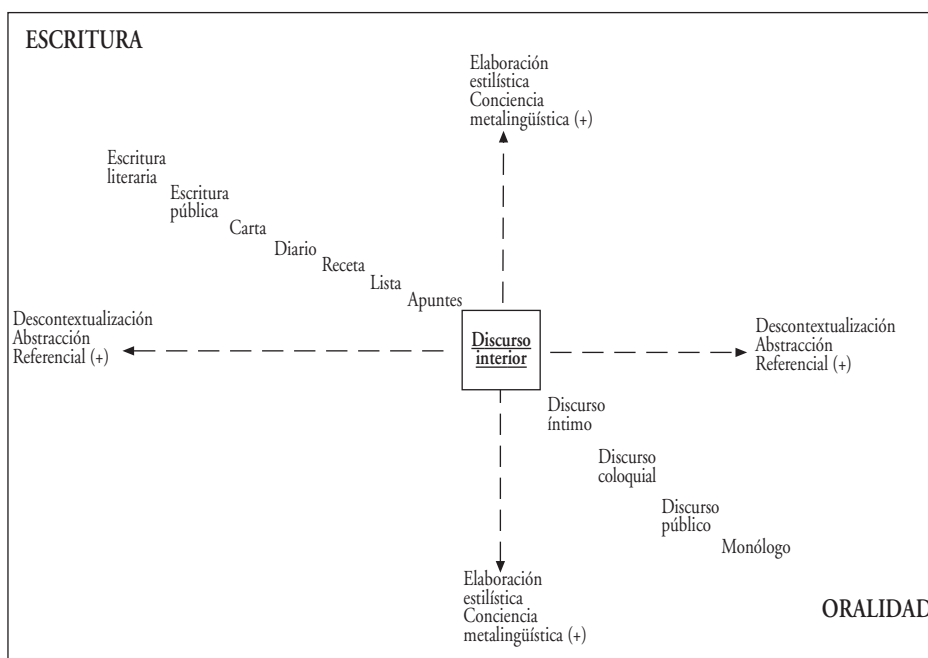 ESCRITURA
Elaboración
estilística
Conciencia
metalingüística (+)
Escritura
literaria
Escritura
pública
Carta
Diario
Receta
Lista
Apuntes
Descontextualización
Abstracción
Referencial (+)
Discurso
interior
Descontextualización
Abstracción
Referencial (+)
Discurso
íntimo
Discurso
coloquial
Discurso
público
Monólogo
Elaboración
estilística
Conciencia
metalingüística (+)
ORALIDAD